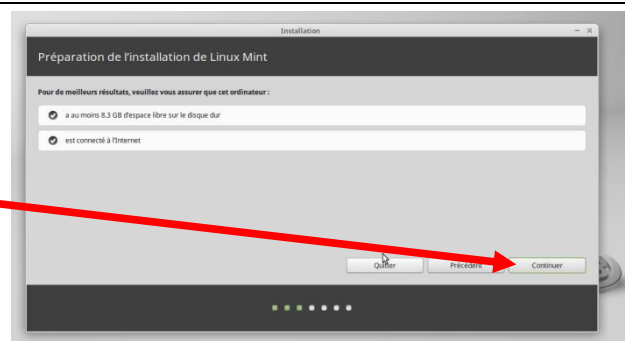 Installation
Préparation de l'installation de Linux Mint
Pour de meilleurs résultats, veuillez vous assurer que cet ordinateur :
a au moins 8.3 GB d'espace libre sur le disque dur
est connecté à l'Internet
Quitter Précédent Continuer